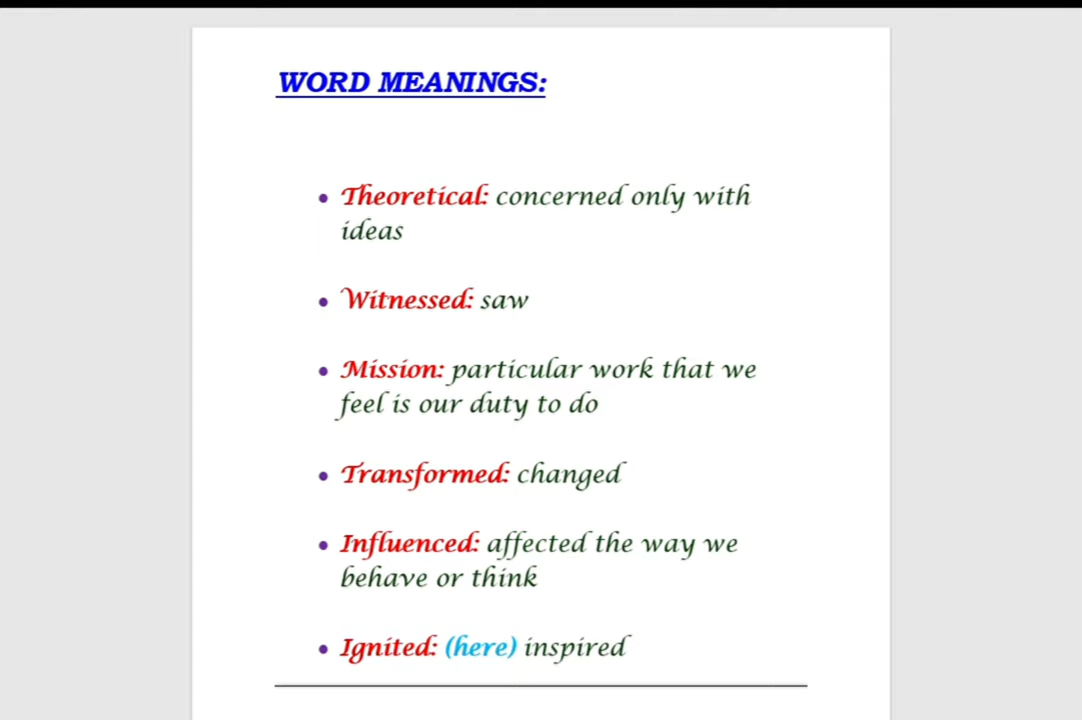 WORD MEANINGS:
• Theoretical: concerned only with
ideas
• Witnessed: saw
• Mission: particular work that we
feel is our duty to do
• Transformed: changed
• Influenced: affected the way we
behave or think
• Ignited: (here) inspired